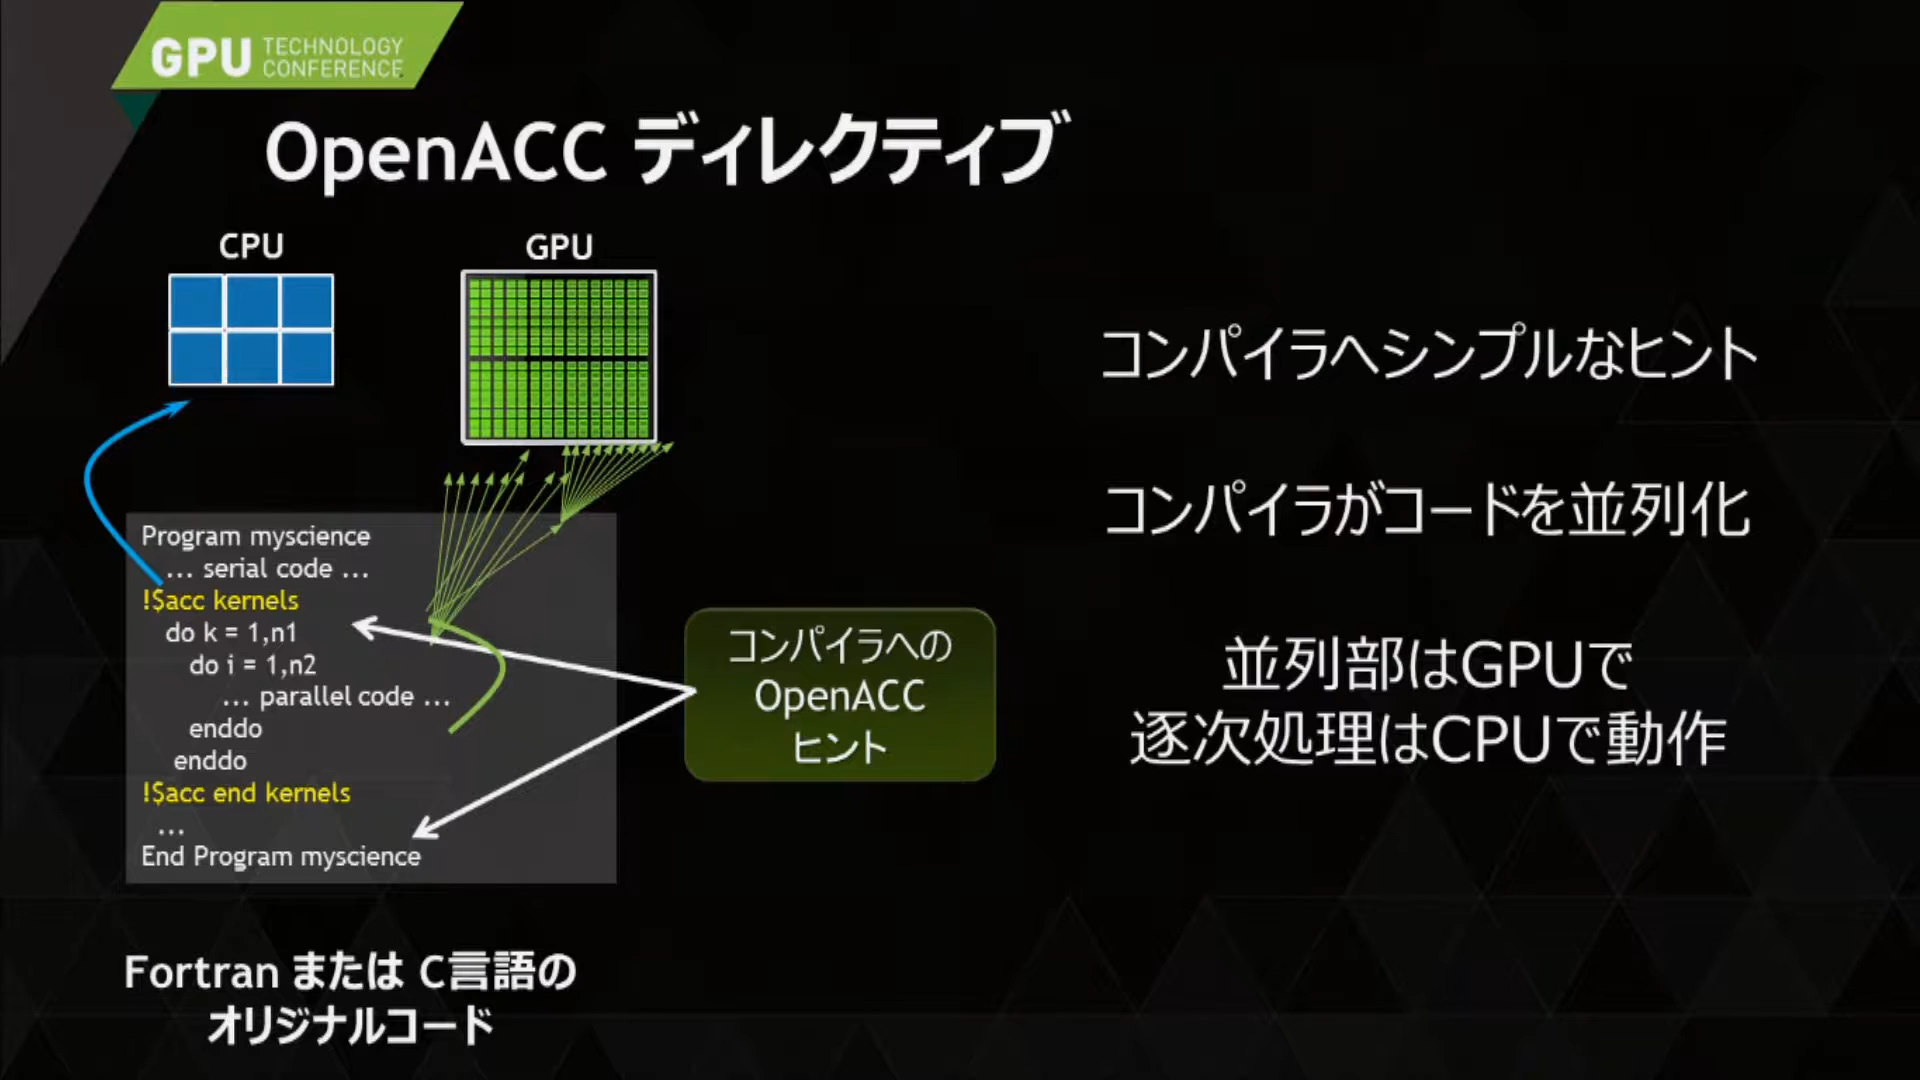 GPU TECHNOLOGY CONFERENCE
OpenACC ディレクティブ
CPU
GPU
Program myscience
... serial code ...
!$acc kernels
do k = 1,n1
do i = 1,n2
... parallel code ...
enddo
enddo
!$acc end kernels
...
End Program myscience
コンパイラへの
OpenACC
ヒント
Fortran または C言語の
オリジナルコード
コンパイラへシンプルなヒント
コンパイラがコードを並列化
並列部はGPUで
逐次処理はCPUで動作